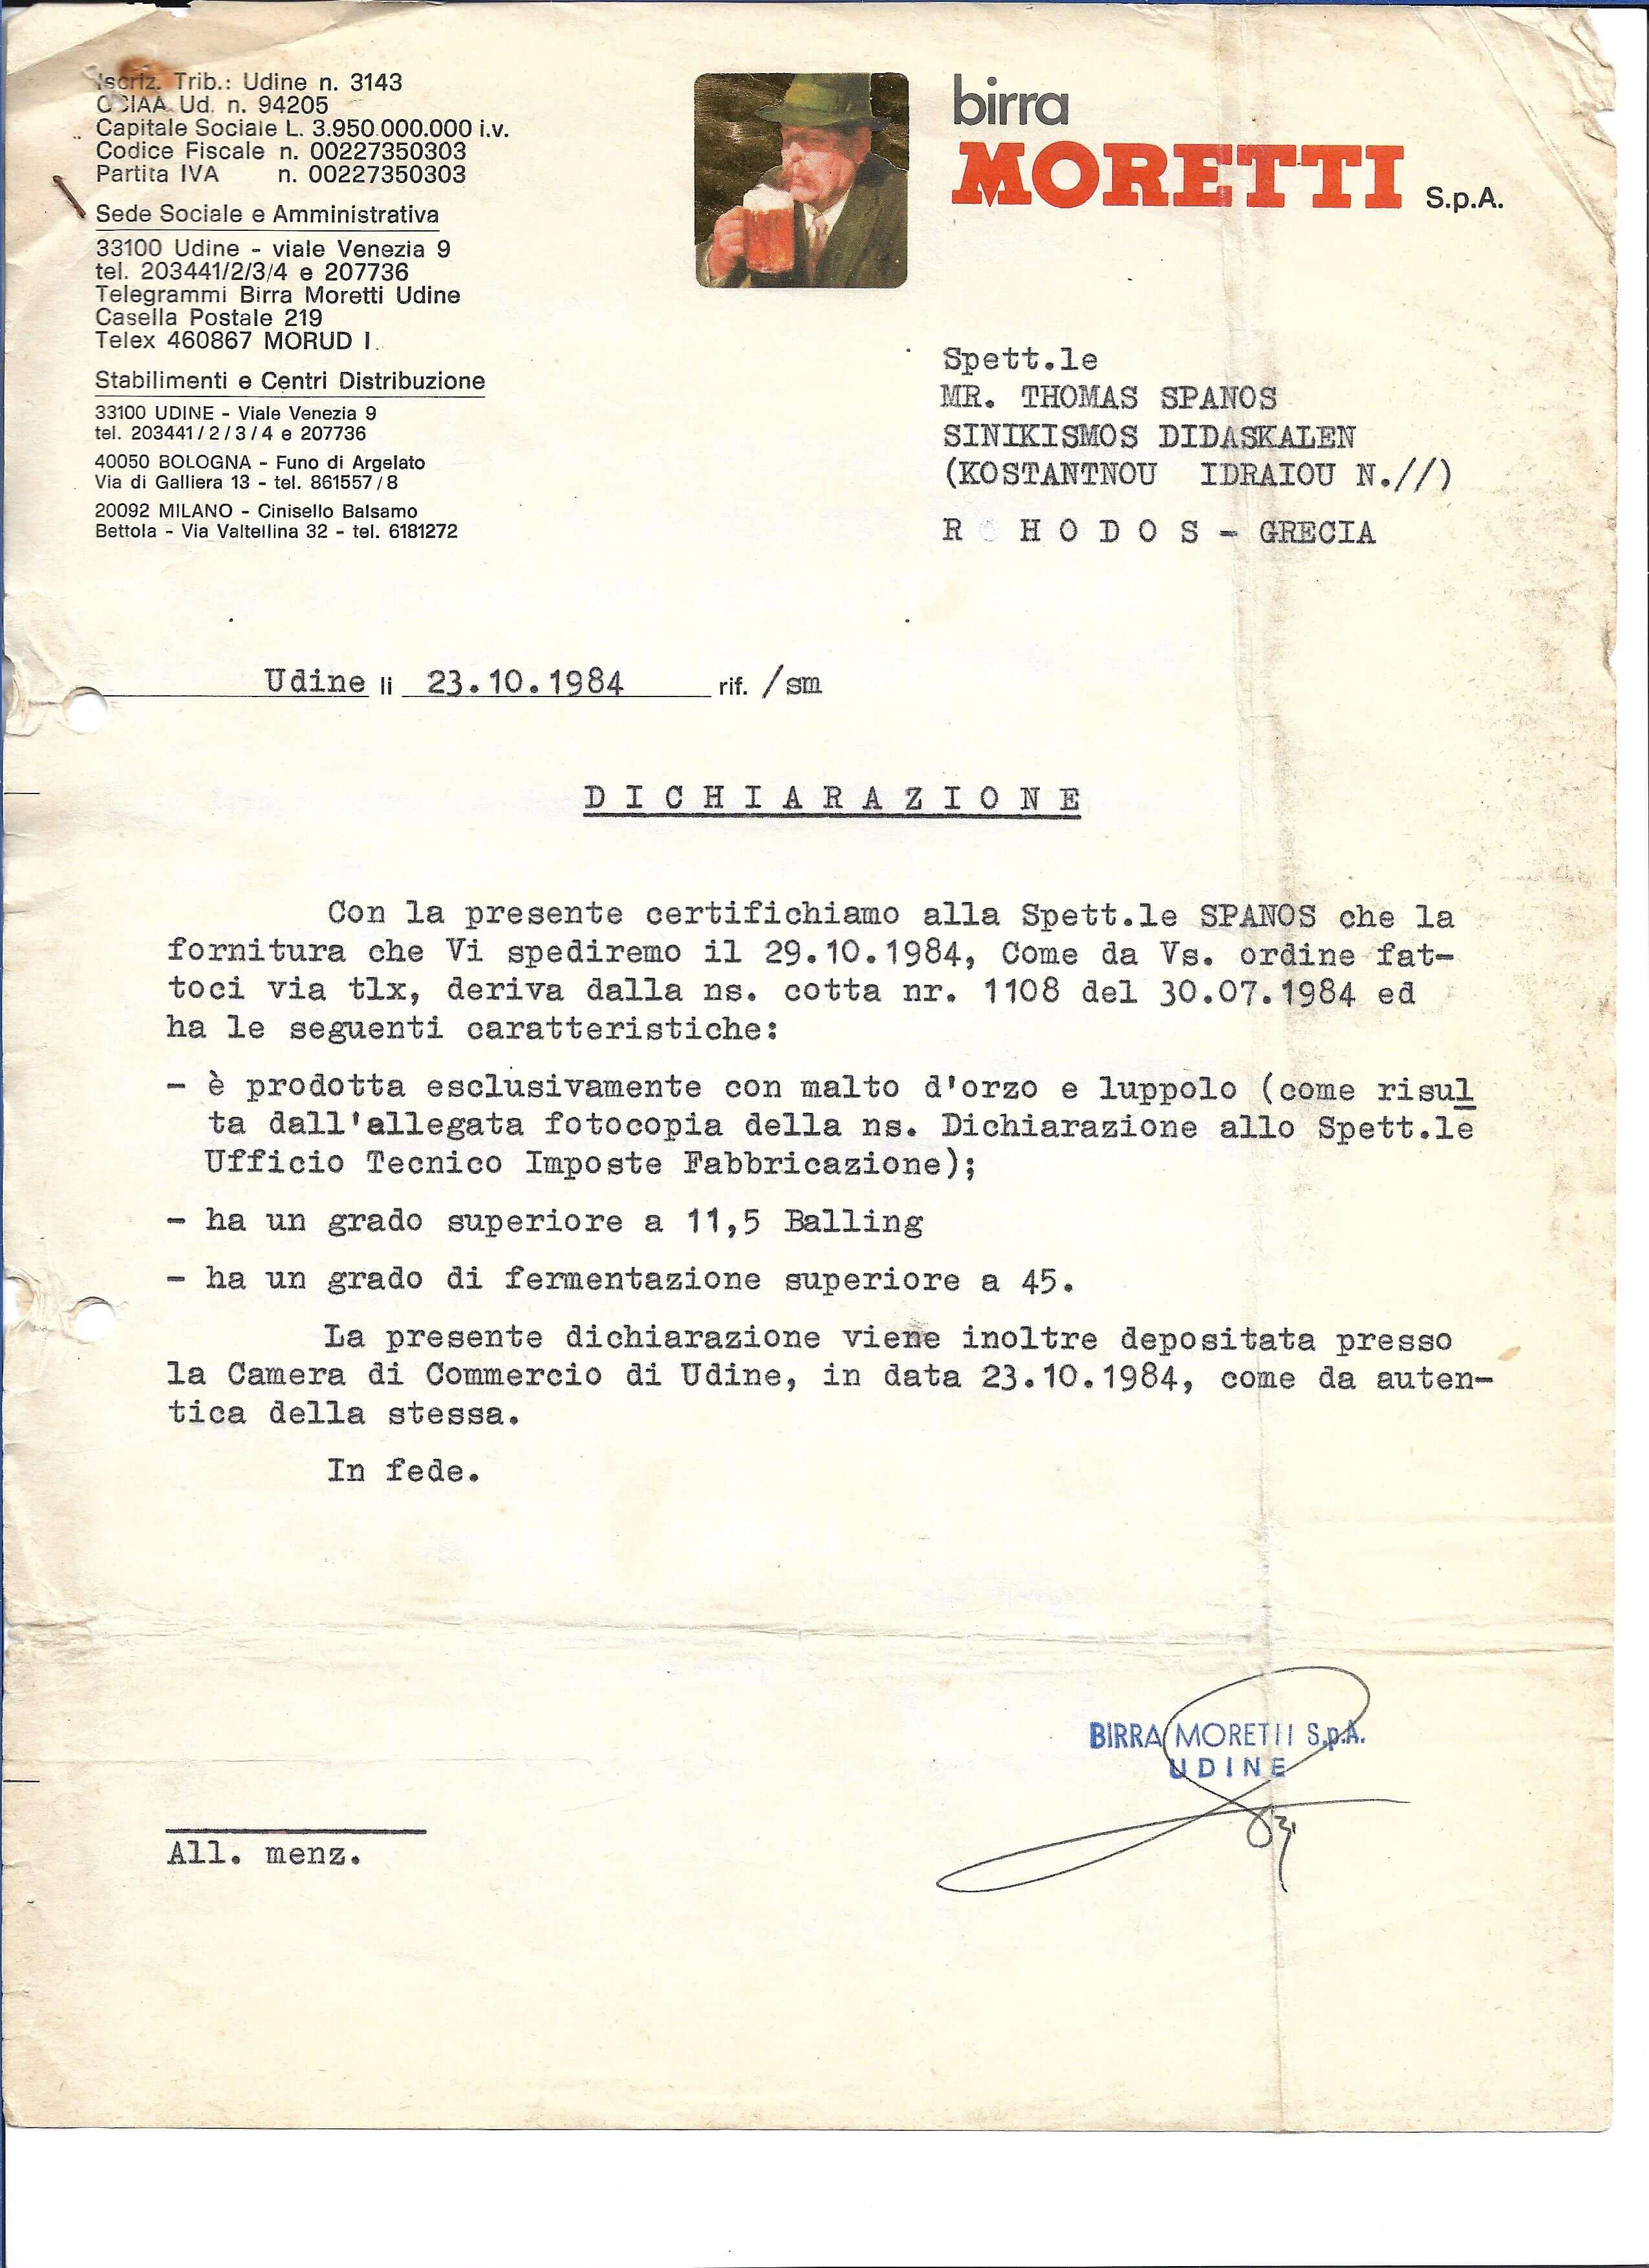 Iscriz. Trib.: Udine n. 3143
CCIAA Ud. n. 94205
Capitale Sociale L. 3.950.000.000 i.v.
Codice Fiscale n. 00227350303
Partita IVA n. 00227350303
Sede Sociale e Amministrativa
33100 Udine - viale Venezia 9
tel. 203441/2/3/4 e 207736
Telegrammi Birra Moretti Udine
Casella Postale 219
Telex 460867 MORUD I
Stabilimenti e Centri Distribuzione
33100 UDINE - Viale Venezia 9
tel. 203441/2/3/4 e 207736
40050 BOLOGNA - Funo di Argelato
Via di Galliera 13 - tel. 861557/8
20092 MILANO - Cinisello Balsamo
Bettola - Via Valtellina 32 - tel. 6181272
birra
MORETTI S.p.A.
Spett.le
MR. THOMAS SPANOS
SINIKISMOS DIDASKALEN
(KOSTANTNOU IDRAIOU N.//)
R H O D O S - GRECIA
Udine li 23.10.1984 rif. /sm
D I C H I A R A Z I O N E
Con la presente certifichiamo alla Spett.le SPANOS che la
fornitura che Vi spediremo il 29.10.1984, Come da Vs. ordine fat-
toci via tlx, deriva dalla ns. cotta nr. 1108 del 30.07.1984 ed
ha le seguenti caratteristiche:
- è prodotta esclusivamente con malto d'orzo e luppolo (come risul
ta dall'allegata fotocopia della ns. Dichiarazione allo Spett.le
Ufficio Tecnico Imposte Fabbricazione);
- ha un grado superiore a 11,5 Balling
- ha un grado di fermentazione superiore a 45.
La presente dichiarazione viene inoltre depositata presso
la Camera di Commercio di Udine, in data 23.10.1984, come da auten-
tica della stessa.
In fede.
BIRRA MORETTI S.p.A.
UDINE
All. menz.